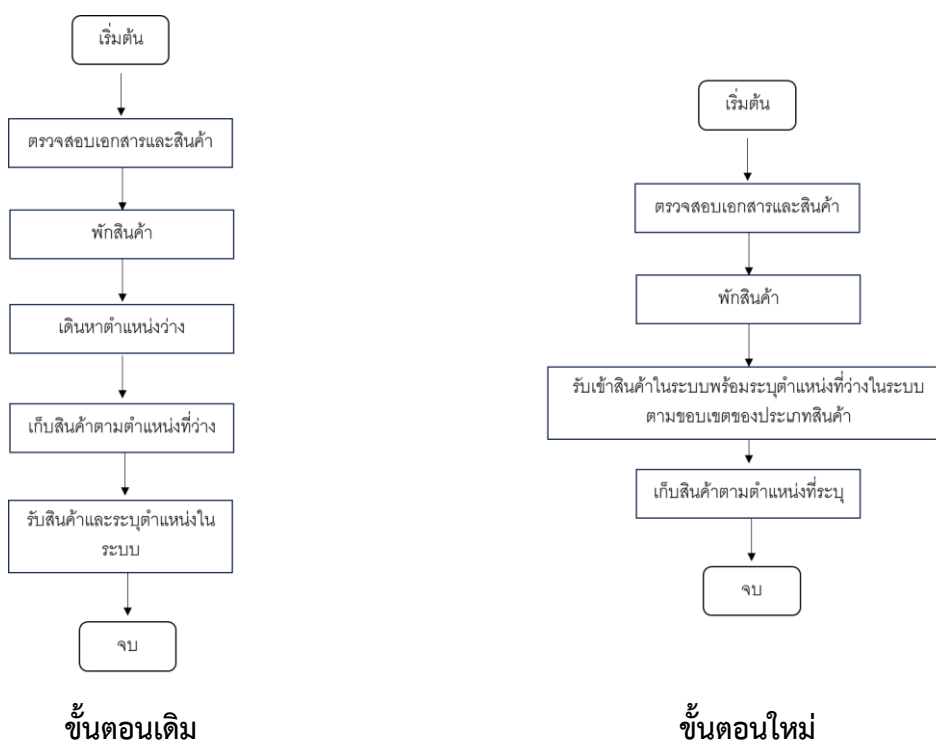 เริ่มต้น
ตรวจสอบเอกสารและสินค้า
พักสินค้า
เดินหาตำแหน่งว่าง
เก็บสินค้าตามตำแหน่งที่ว่าง
รับสินค้าและระบุตำแหน่งใน
ระบบ
จบ
ขั้นตอนเดิม
เริ่มต้น
ตรวจสอบเอกสารและสินค้า
พักสินค้า
รับเข้าสินค้าในระบบพร้อมระบุตำแหน่งที่ว่างในระบบ
ตามขอบเขตของประเภทสินค้า
เก็บสินค้าตามตำแหน่งที่ระบุ
จบ
ขั้นตอนใหม่